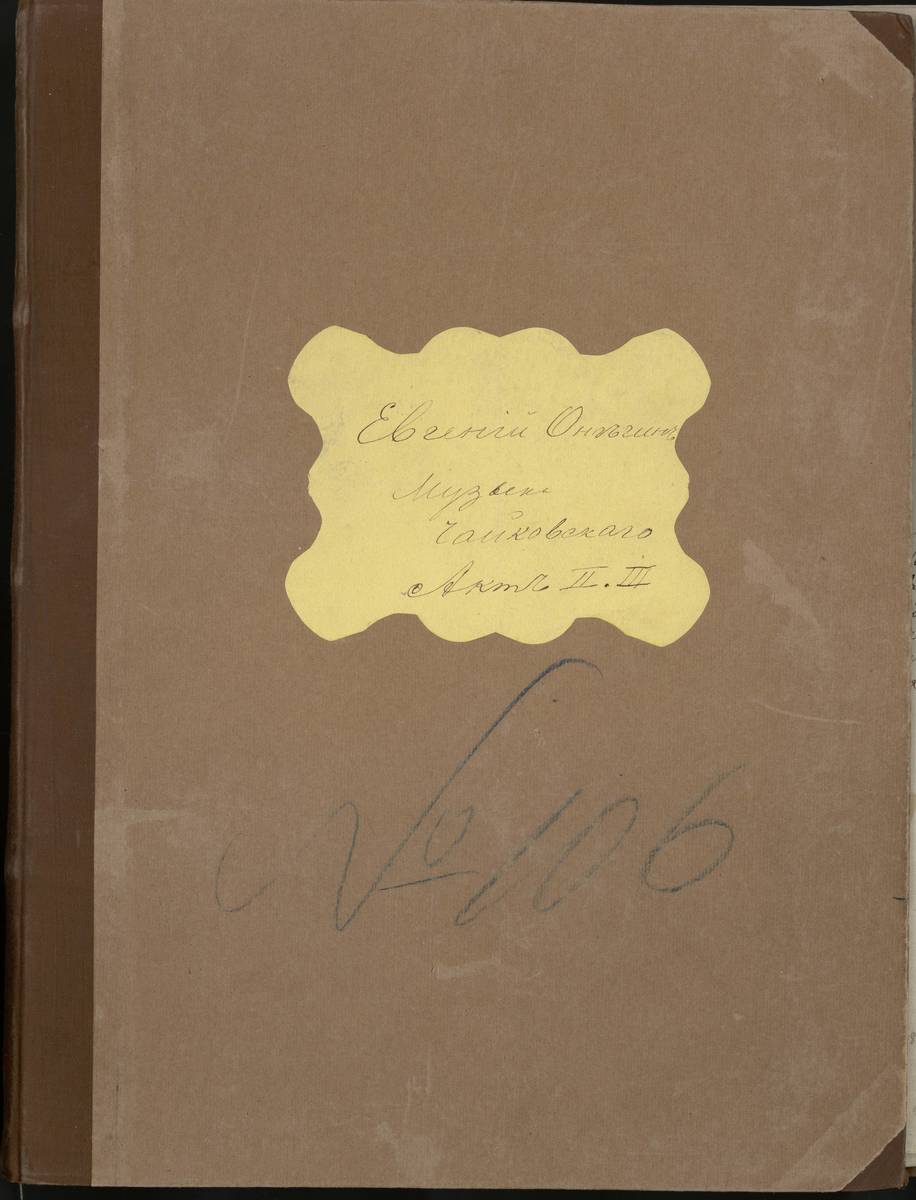 Евгеній Онѣгинъ
Музыка
Чайковскаго
Актъ II. III
№ 106